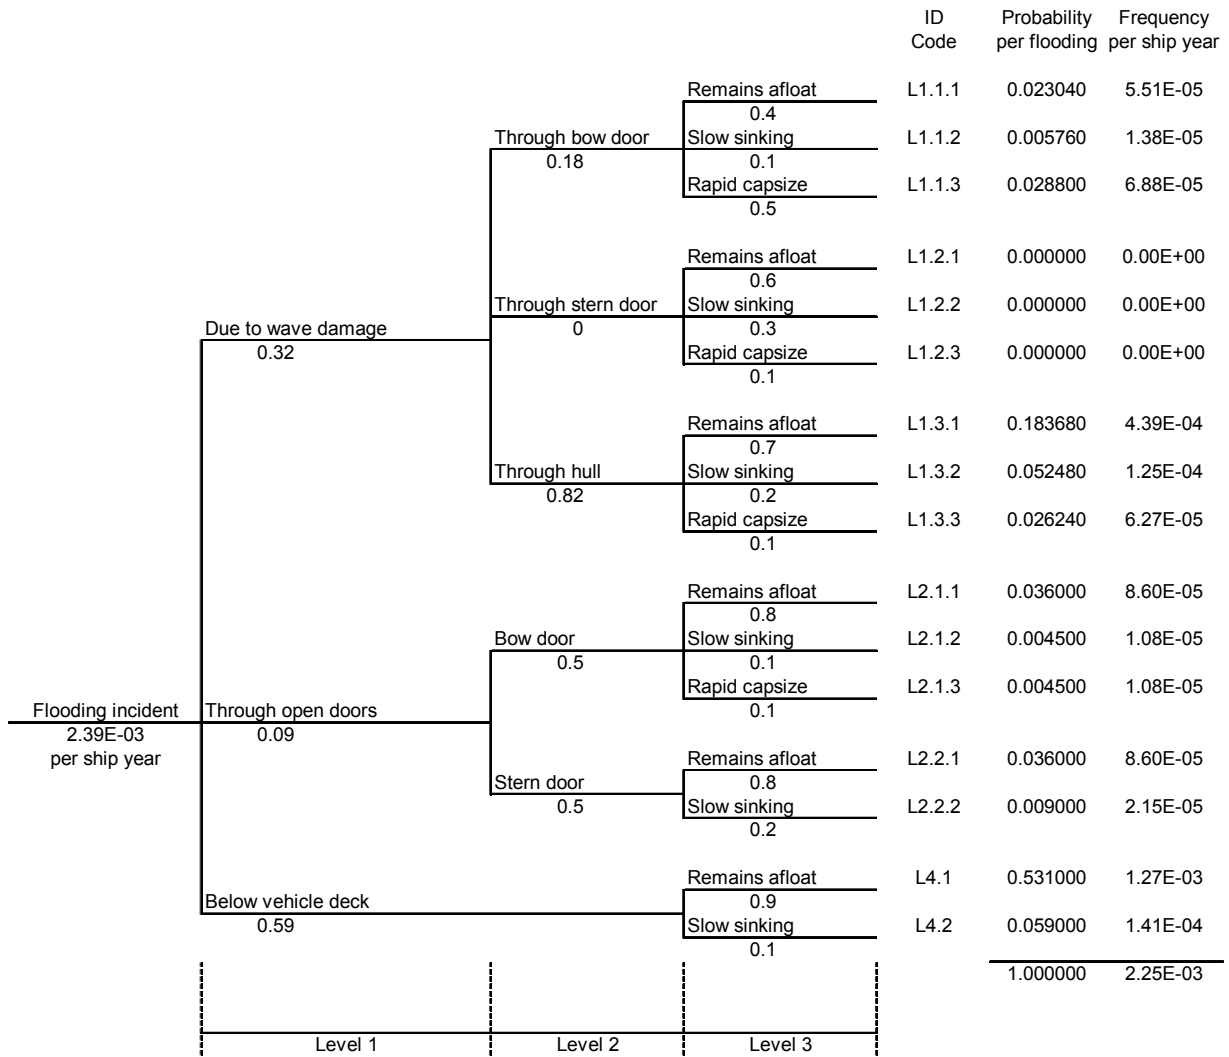 ID Probability Frequency
Code per flooding per ship year
Remains afloat L1.1.1 0.023040 5.51E-05
0.4
Through bow door Slow sinking L1.1.2 0.005760 1.38E-05
0.18 0.1
Rapid capsize L1.1.3 0.028800 6.88E-05
0.5
Remains afloat L1.2.1 0.000000 0.00E+00
0.6
Through stern door Slow sinking L1.2.2 0.000000 0.00E+00
Due to wave damage 0 0.3
0.32 Rapid capsize L1.2.3 0.000000 0.00E+00
0.1
Remains afloat L1.3.1 0.183680 4.39E-04
0.7
Through hull Slow sinking L1.3.2 0.052480 1.25E-04
0.82 0.2
Rapid capsize L1.3.3 0.026240 6.27E-05
0.1
Remains afloat L2.1.1 0.036000 8.60E-05
0.8
Bow door Slow sinking L2.1.2 0.004500 1.08E-05
0.5 0.1
Rapid capsize L2.1.3 0.004500 1.08E-05
Flooding incident Through open doors 0.1
2.39E-03 0.09
per ship year Remains afloat L2.2.1 0.036000 8.60E-05
Stern door 0.8
0.5 Slow sinking L2.2.2 0.009000 2.15E-05
0.2
Remains afloat L4.1 0.531000 1.27E-03
Below vehicle deck 0.9
0.59 Slow sinking L4.2 0.059000 1.41E-04
0.1
1.000000 2.25E-03
Level 1 Level 2 Level 3